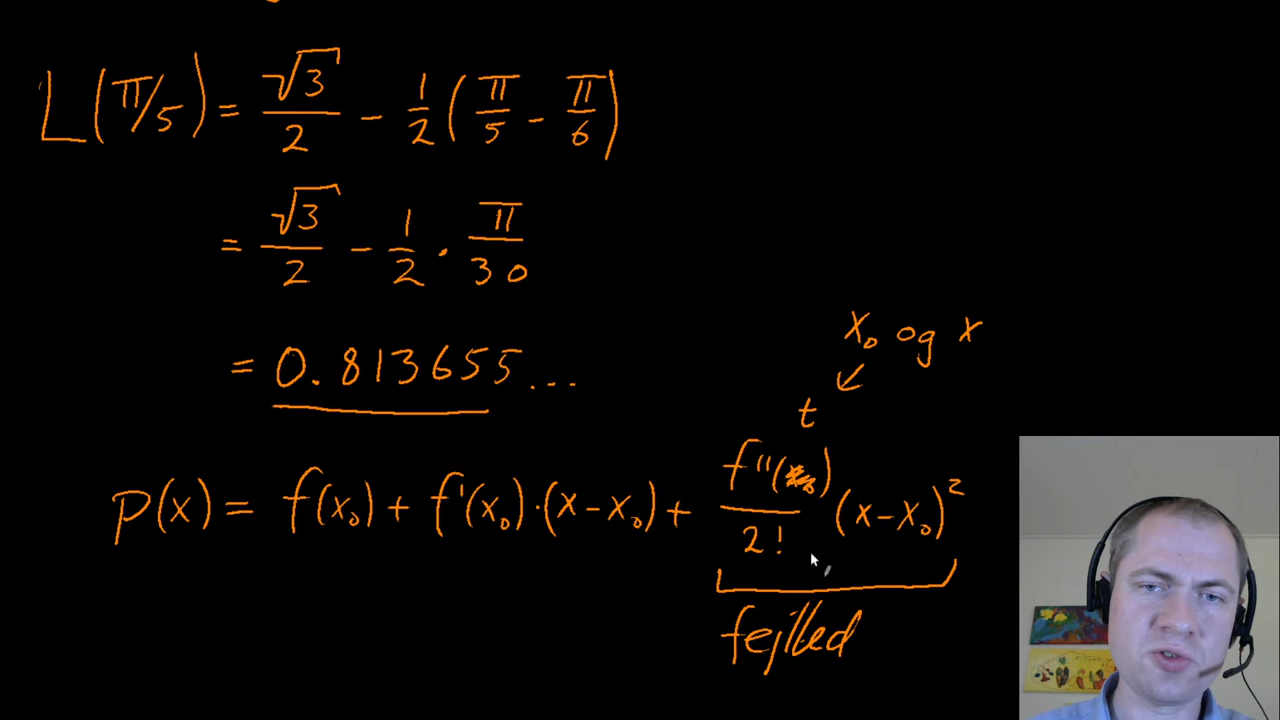 L(π/5) = √3/2 - 1/2 (π/5 - π/6)
= √3/2 - 1/2 · π/30
= 0.813655...
x₀ og x
↙
t
p(x) = f(x₀) + f'(x₀)·(x-x₀) + f''( )/2! (x-x₀)²
fejlled